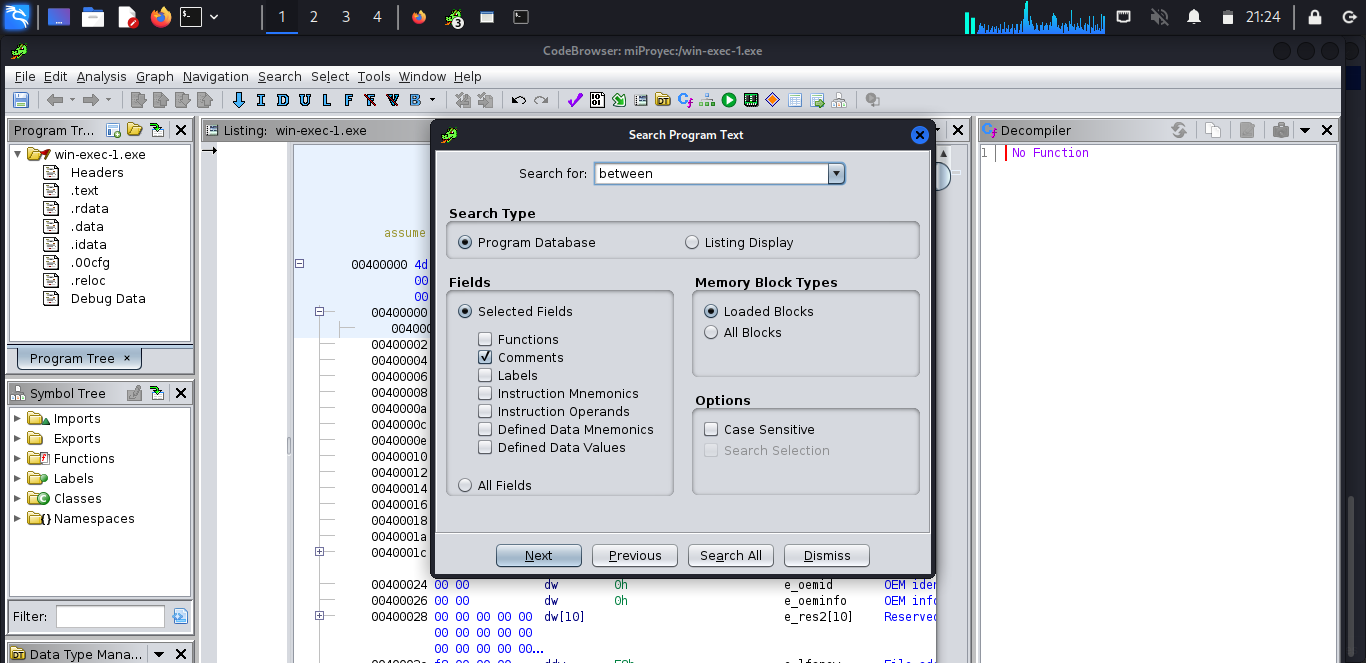 1 2 3 4 3 21:24
CodeBrowser: miProyec:/win-exec-1.exe
File Edit Analysis Graph Navigation Search Select Tools Window Help
I D U L F B
Program Tr...
win-exec-1.exe
Headers
.text
.rdata
.data
.idata
.00cfg
.reloc
Debug Data
Program Tree ×
Symbol Tree
Imports
Exports
Functions
Labels
Classes
Namespaces
Filter:
Data Type Mana...
Listing: win-exec-1.exe
assume
00400000 4d
00
00
00400000
004000
00400002
00400004
00400006
00400008
0040000a
0040000c
0040000e
00400010
00400012
00400014
00400016
00400018
0040001a
0040001c
00400024 00 00 dw 0h e_oemid OEM iden
00400026 00 00 dw 0h e_oeminfo OEM info
00400028 00 00 00 00 00 dw[10] e_res2[10] Reserved
00 00 00 00 00
00 00 00 00 00...
Search Program Text
Search for: between
Search Type
Program Database Listing Display
Fields
Selected Fields
Functions
Comments
Labels
Instruction Mnemonics
Instruction Operands
Defined Data Mnemonics
Defined Data Values
All Fields
Memory Block Types
Loaded Blocks
All Blocks
Options
Case Sensitive
Search Selection
Next Previous Search All Dismiss
Decompiler
1 No Function